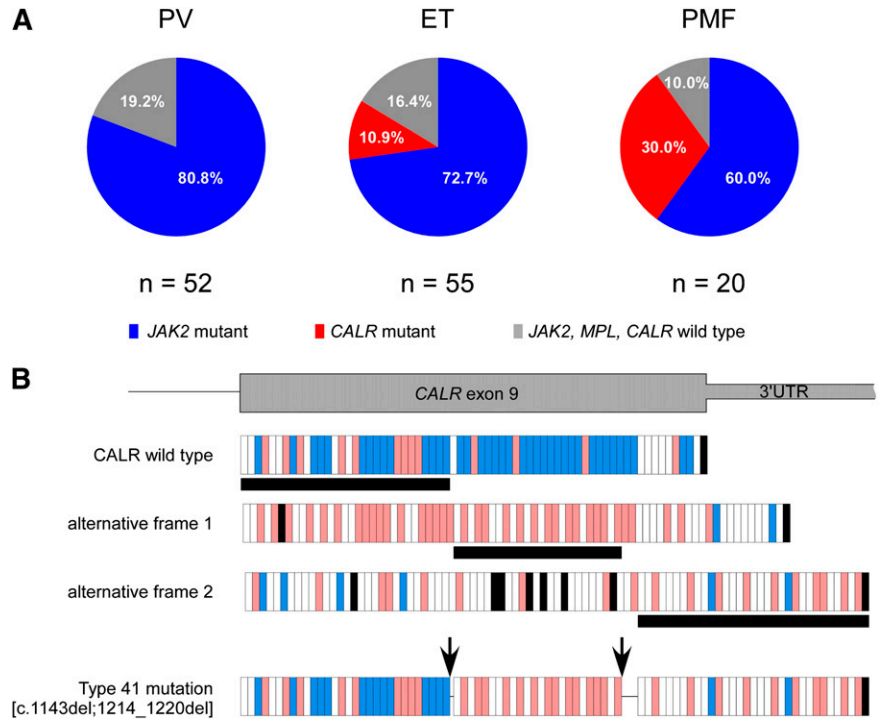 A
PV ET PMF
19.2%
80.8%
16.4%
10.9%
72.7%
10.0%
30.0%
60.0%
n = 52 n = 55 n = 20
JAK2 mutant CALR mutant JAK2, MPL, CALR wild type
B
CALR exon 9 3'UTR
CALR wild type
alternative frame 1
alternative frame 2
Type 41 mutation
[c.1143del;1214_1220del]